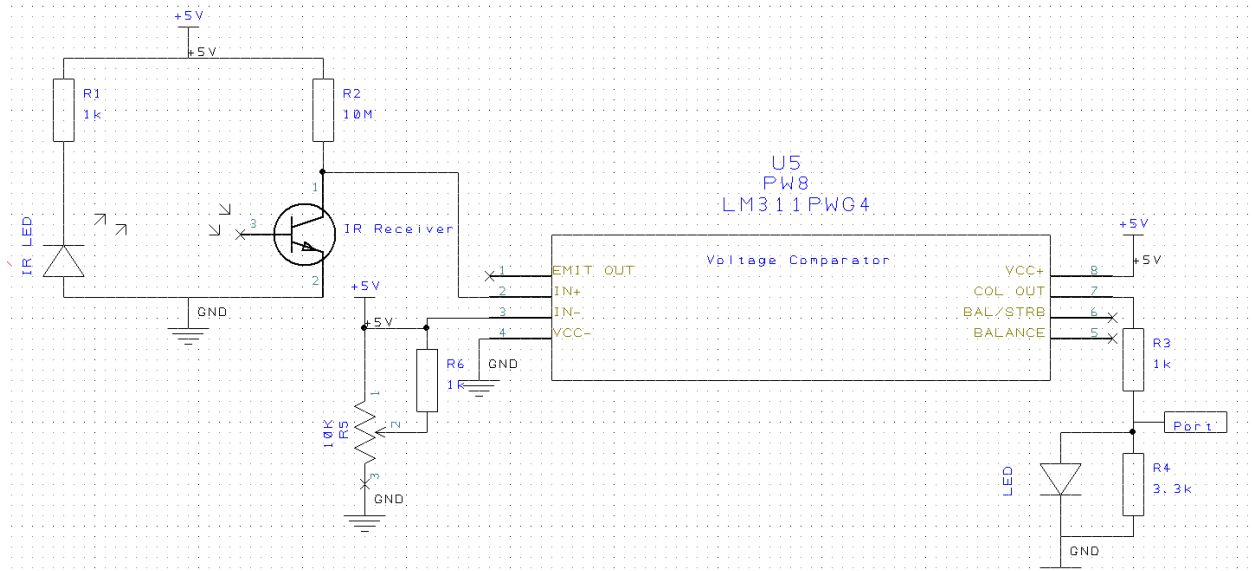 +5V
+5V
R1
1k
R2
10M
1
3
IR Receiver
2
IR LED
GND
U5
PW8
LM311PWG4
Voltage Comparator
1
EMIT OUT
2
IN+
3
IN-
4
VCC-
VCC+
8
COL OUT
7
BAL/STRB
6
BALANCE
5
+5V
+5V
+5V
+5V
R6
GND
1
10K
R5
2
3
GND
R3
1k
Port
LED
R4
3.3k
GND